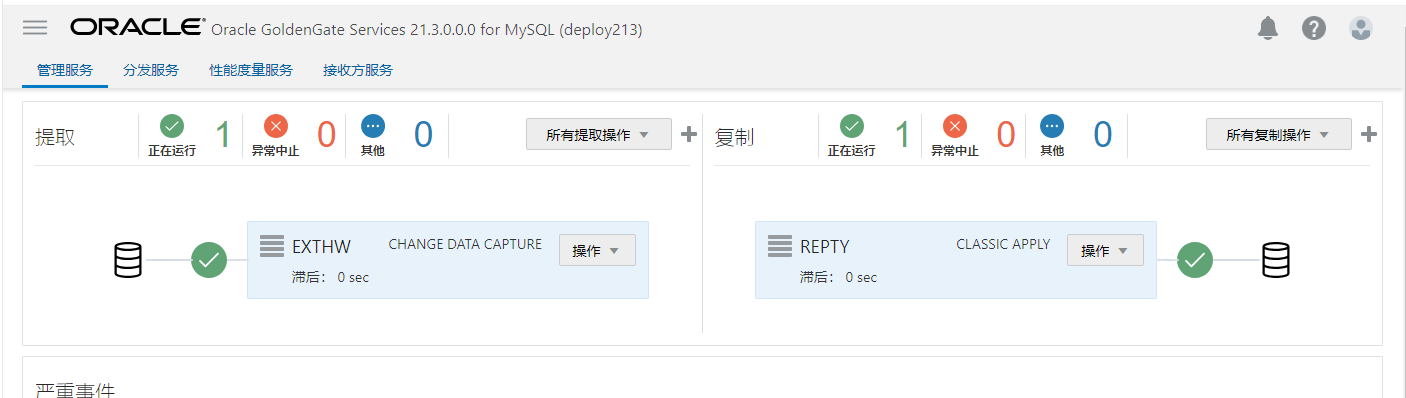 ORACLE® Oracle GoldenGate Services 21.3.0.0.0 for MySQL (deploy213)
管理服务 分发服务 性能度量服务 接收方服务
提取 正在运行 1 异常中止 0 其他 0 所有提取操作
EXTHW CHANGE DATA CAPTURE 操作
滞后： 0 sec
复制 正在运行 1 异常中止 0 其他 0 所有复制操作
REPTY CLASSIC APPLY 操作
滞后： 0 sec
严重事件